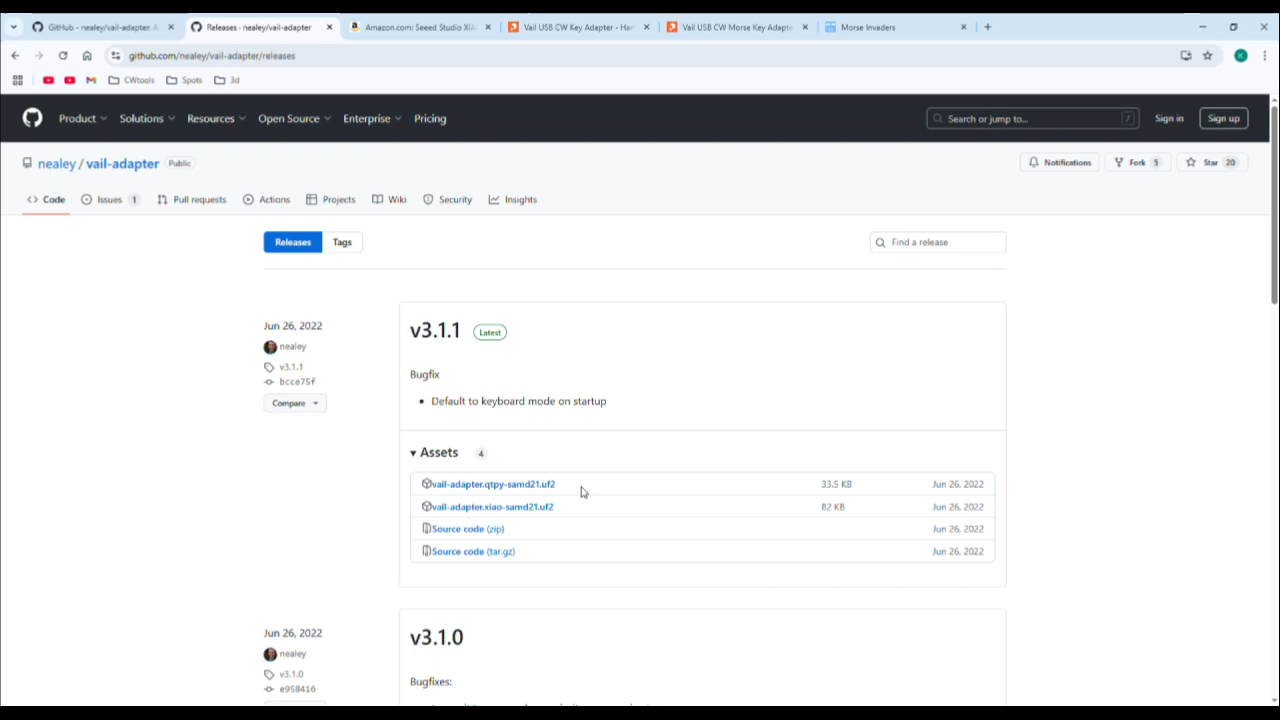 GitHub - nealey/vail-adapter: A
Releases · nealey/vail-adapter
Amazon.com: Seeed Studio XIA
Vail USB CW Key Adapter - Har
Vail USB CW Morse Key Adapte
Morse Invaders
github.com/nealey/vail-adapter/releases
K
CWtools
Spots
3d
Product
Solutions
Resources
Open Source
Enterprise
Pricing
Search or jump to...
/
Sign in
Sign up
nealey / vail-adapter Public
Notifications
Fork 5
Star 20
Code
Issues 1
Pull requests
Actions
Projects
Wiki
Security
Insights
Releases
Tags
Find a release
Jun 26, 2022
nealey
v3.1.1
bcce75f
Compare
v3.1.1 Latest
Bugfix
• Default to keyboard mode on startup
Assets 4
vail-adapter.qtpy-samd21.uf2 33.5 KB Jun 26, 2022
vail-adapter.xiao-samd21.uf2 82 KB Jun 26, 2022
Source code (zip) Jun 26, 2022
Source code (tar.gz) Jun 26, 2022
Jun 26, 2022
nealey
v3.1.0
e958416
v3.1.0
Bugfixes: